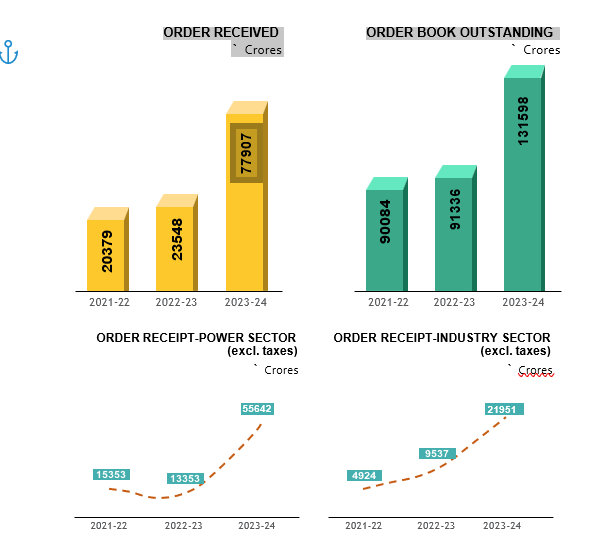 ORDER RECEIVED
` Crores
77907
23548
20379
2021-22 2022-23 2023-24
ORDER BOOK OUTSTANDING
` Crores
131598
91336
90084
2021-22 2022-23 2023-24
ORDER RECEIPT-POWER SECTOR
(excl. taxes)
` Crores
55642
15353
13353
2021-22 2022-23 2023-24
ORDER RECEIPT-INDUSTRY SECTOR
(excl. taxes)
` Crores
21951
9537
4924
2021-22 2022-23 2023-24